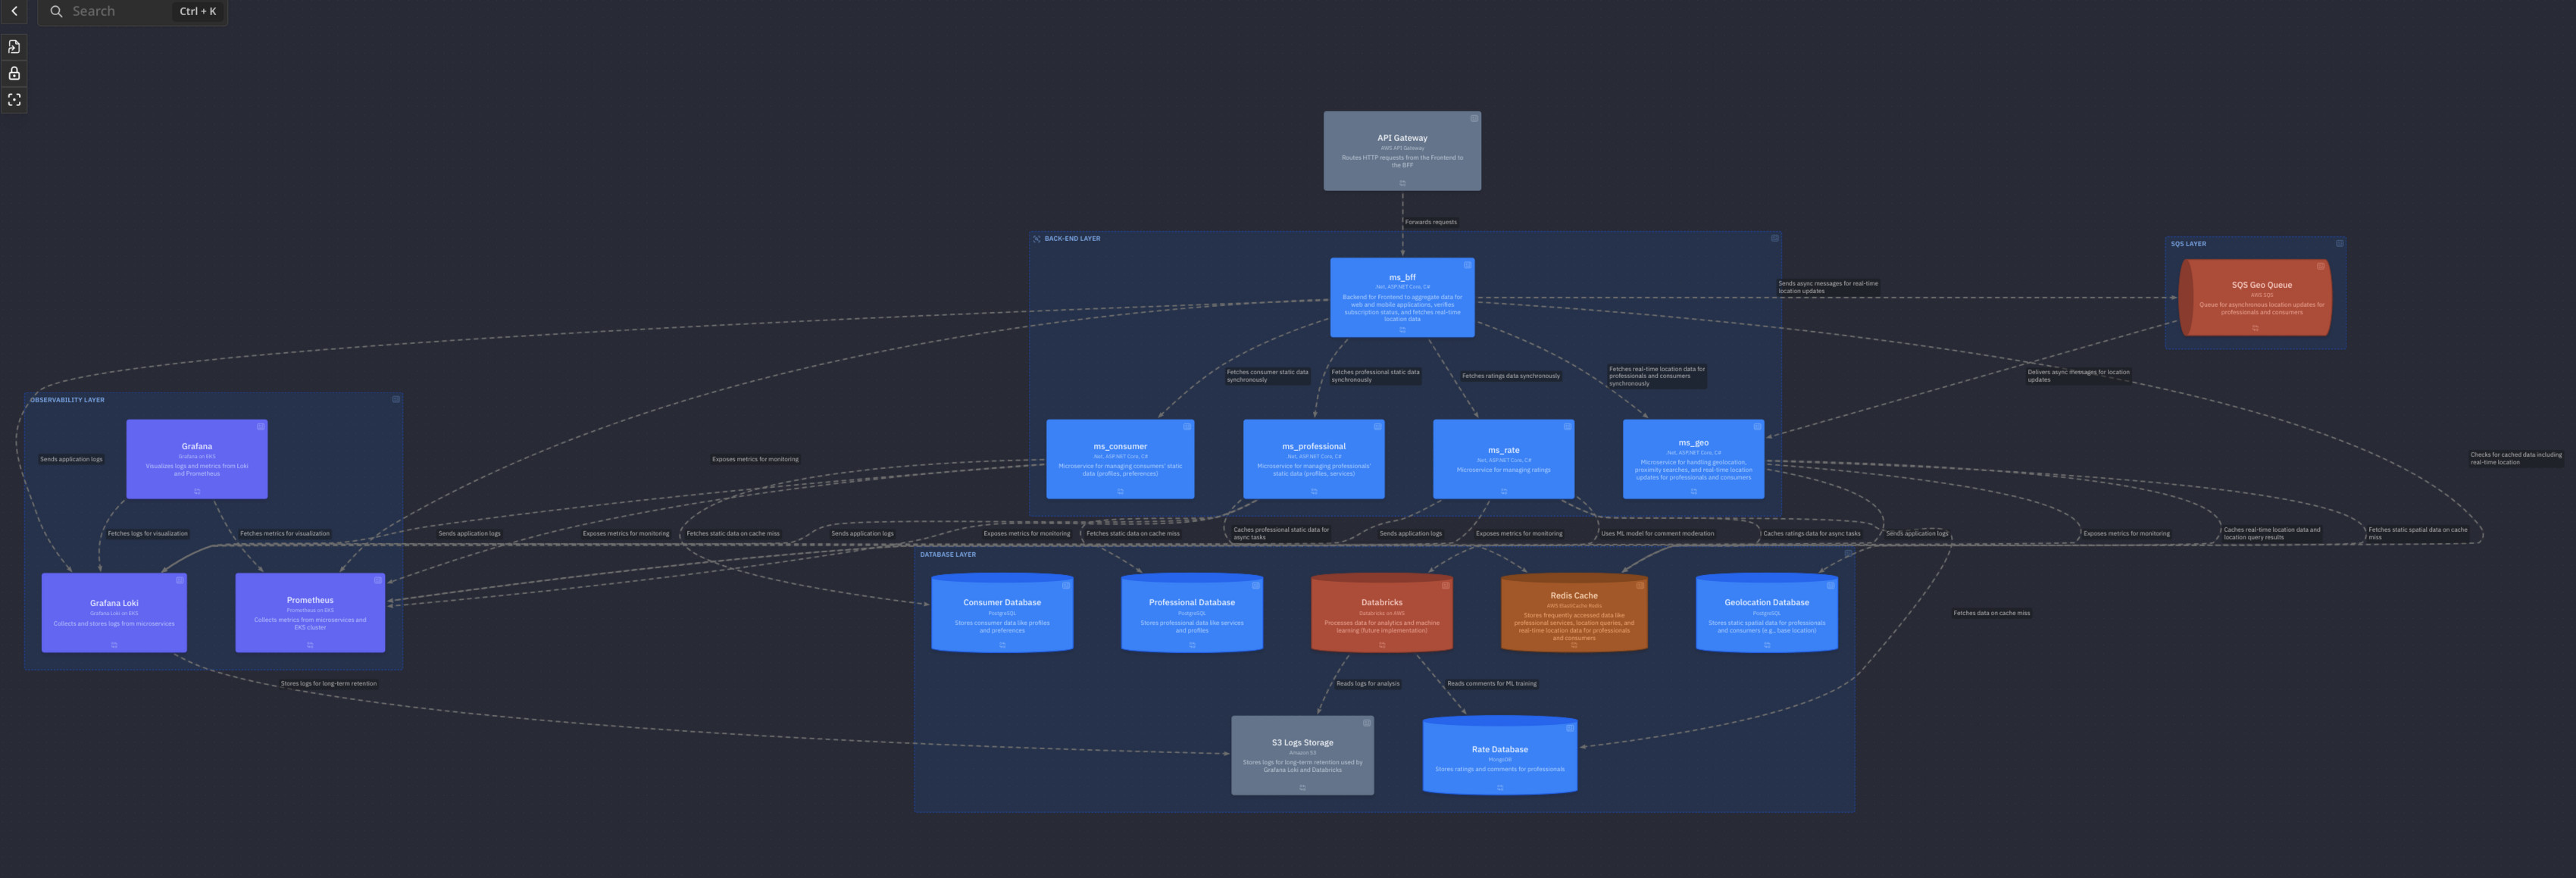 Search
Ctrl + K
API Gateway
AWS API Gateway
Routes HTTP requests from the Frontend to
the BFF
Forwards requests
BACK-END LAYER
ms_bff
.Net, ASP.NET Core, C#
Backend for Frontend to aggregate data for
web and mobile applications, verifies
subscription status, and fetches real-time
location data
Sends async messages for real-time
location updates
SQS LAYER
SQS Geo Queue
AWS SQS
Queue for asynchronous location updates for
professionals and consumers
Fetches consumer static data
synchronously
Fetches professional static data
synchronously
Fetches ratings data synchronously
Fetches real-time location data for
professionals and consumers
synchronously
Delivers async messages for location
updates
OBSERVABILITY LAYER
Grafana
Grafana on EKS
Visualizes logs and metrics from Loki
and Prometheus
Sends application logs
Exposes metrics for monitoring
ms_consumer
.Net, ASP.NET Core, C#
Microservice for managing consumers' static
data (profiles, preferences)
ms_professional
.Net, ASP.NET Core, C#
Microservice for managing professionals'
static data (profiles, services)
ms_rate
.Net, ASP.NET Core, C#
Microservice for managing ratings
ms_geo
.Net, ASP.NET Core, C#
Microservice for handling geolocation,
proximity searches, and real-time location
updates for professionals and consumers
Checks for cached data including
real-time location
Fetches logs for visualization
Fetches metrics for visualization
Sends application logs
Exposes metrics for monitoring
Fetches static data on cache miss
Sends application logs
Exposes metrics for monitoring
Fetches static data on cache miss
Caches professional static data for
async tasks
Sends application logs
Exposes metrics for monitoring
Uses ML model for comment moderation
Caches ratings data for async tasks
Sends application logs
Exposes metrics for monitoring
Caches real-time location data and
location query results
Fetches static spatial data on cache
miss
DATABASE LAYER
Grafana Loki
Grafana Loki on EKS
Collects and stores logs from microservices
Prometheus
Prometheus on EKS
Collects metrics from microservices and
EKS cluster
Consumer Database
PostgreSQL
Stores consumer data like profiles
and preferences
Professional Database
PostgreSQL
Stores professional data like services
and profiles
Databricks
Databricks on AWS
Processes data for analytics and machine
learning (future implementation)
Redis Cache
AWS ElastiCache Redis
Stores frequently accessed data like
professional services, location queries, and
real-time location data for professionals
and consumers
Geolocation Database
PostgreSQL
Stores static spatial data for professionals
and consumers (e.g., base location)
Fetches data on cache miss
Stores logs for long-term retention
Reads logs for analysis
Reads comments for ML training
S3 Logs Storage
Amazon S3
Stores logs for long-term retention used by
Grafana Loki and Databricks
Rate Database
MongoDB
Stores ratings and comments for professionals